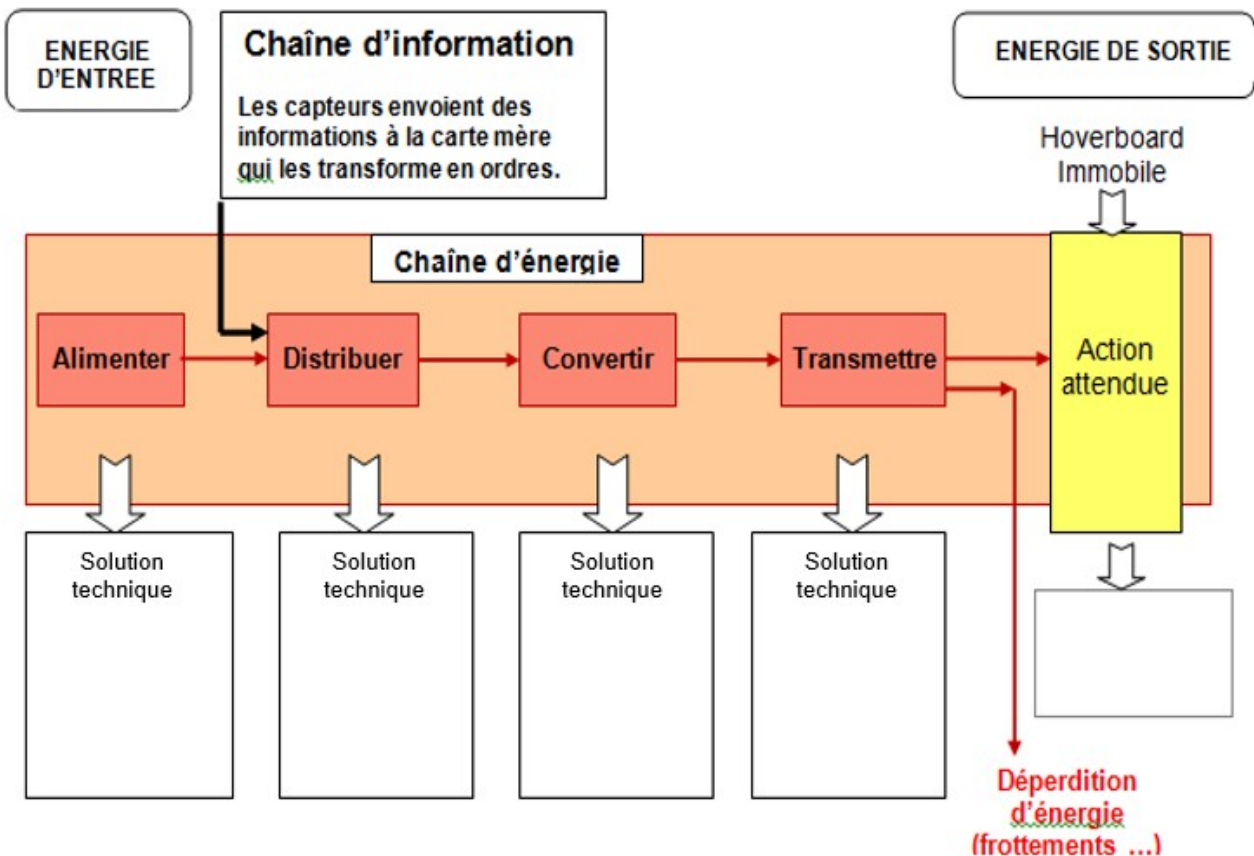 ENERGIE
D'ENTREE
Chaîne d'information
Les capteurs envoient des
informations à la carte mère
qui les transforme en ordres.
ENERGIE DE SORTIE
Hoverboard
Immobile
Chaîne d'énergie
Alimenter
Distribuer
Convertir
Transmettre
Action
attendue
Solution
technique
Solution
technique
Solution
technique
Solution
technique
Déperdition
d'énergie
(frottements ...)